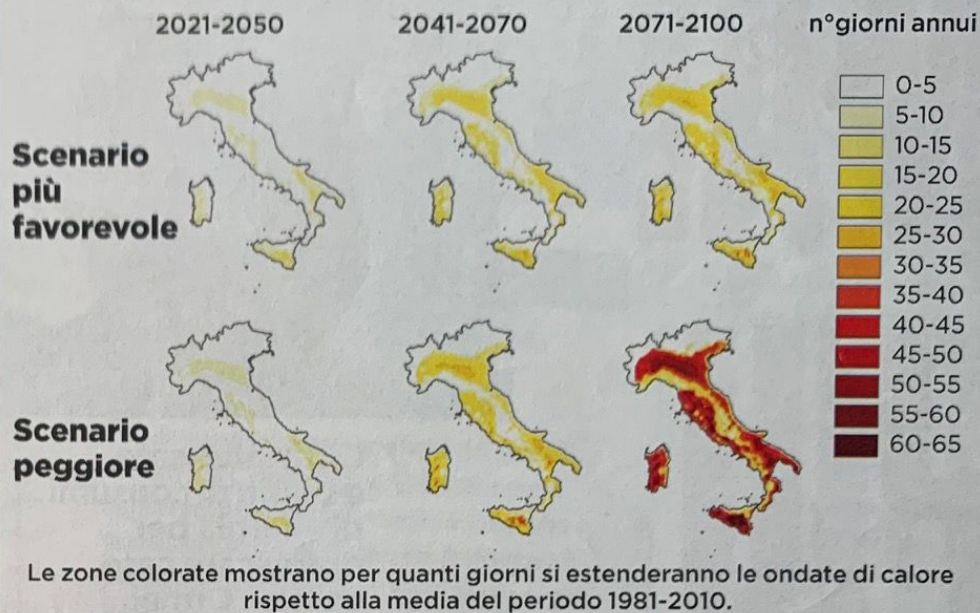 2021-2050 2041-2070 2071-2100 n°giorni annui
Scenario
più
favorevole
0-5
5-10
10-15
15-20
20-25
25-30
30-35
35-40
40-45
45-50
50-55
55-60
60-65
Scenario
peggiore
Le zone colorate mostrano per quanti giorni si estenderanno le ondate di calore
rispetto alla media del periodo 1981-2010.